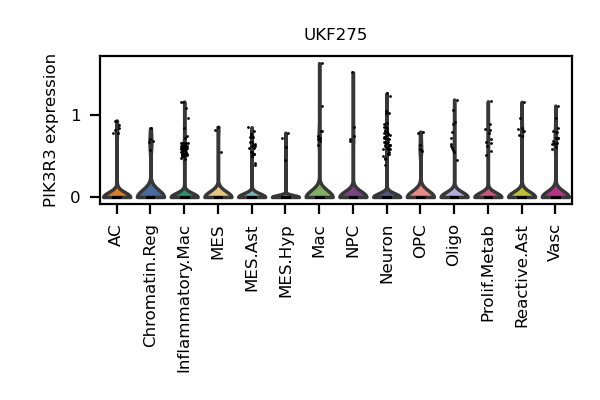 UKF275
PIK3R3 expression
1
0
AC
Chromatin.Reg
Inflammatory.Mac
MES
MES.Ast
MES.Hyp
Mac
NPC
Neuron
OPC
Oligo
Prolif.Metab
Reactive.Ast
Vasc